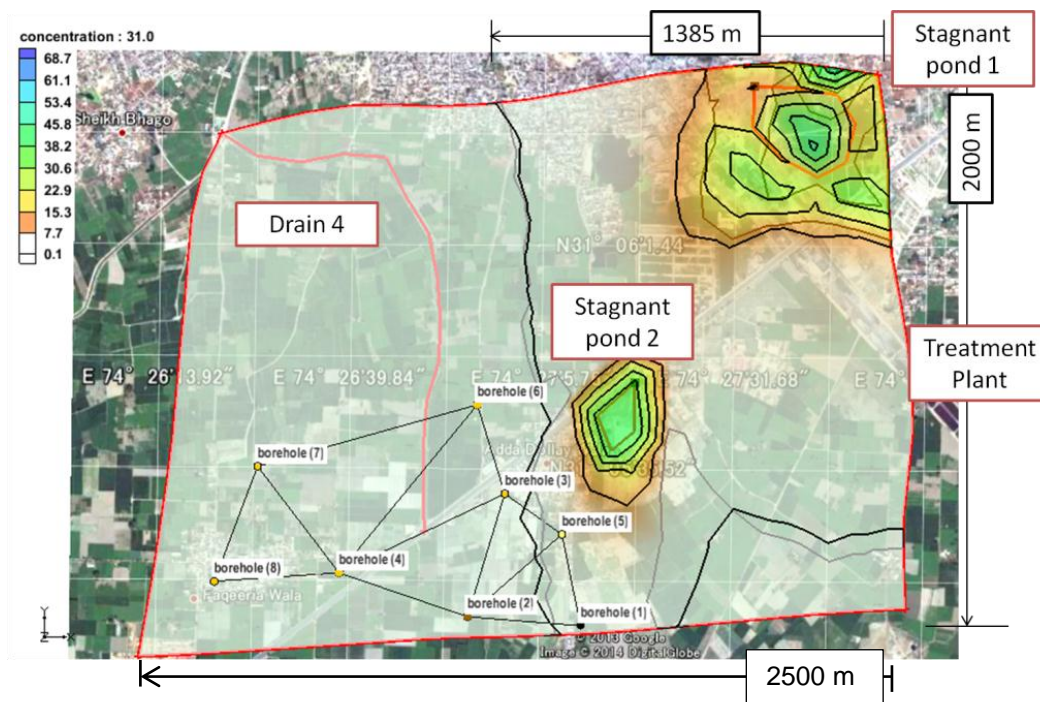 concentration : 31.0
68.7
61.1
53.4
45.8
38.2
30.6
22.9
15.3
7.7
0.1
1385 m
Stagnant
pond 1
Sheikh Bhago
2000 m
Drain 4
N31° 06'1.44
Stagnant
pond 2
Treatment
Plant
E 74° 26'13.92"
E 74° 26'39.84"
E 74°
E 74° 27'31.68"
E 74°
borehole (6)
borehole (7)
borehole (3)
borehole (5)
borehole (4)
borehole (8)
Faqeeria Wala
borehole (2)
borehole (1)
Y
Z
X
© 2013 Google
Image © 2014 DigitalGlobe
2500 m